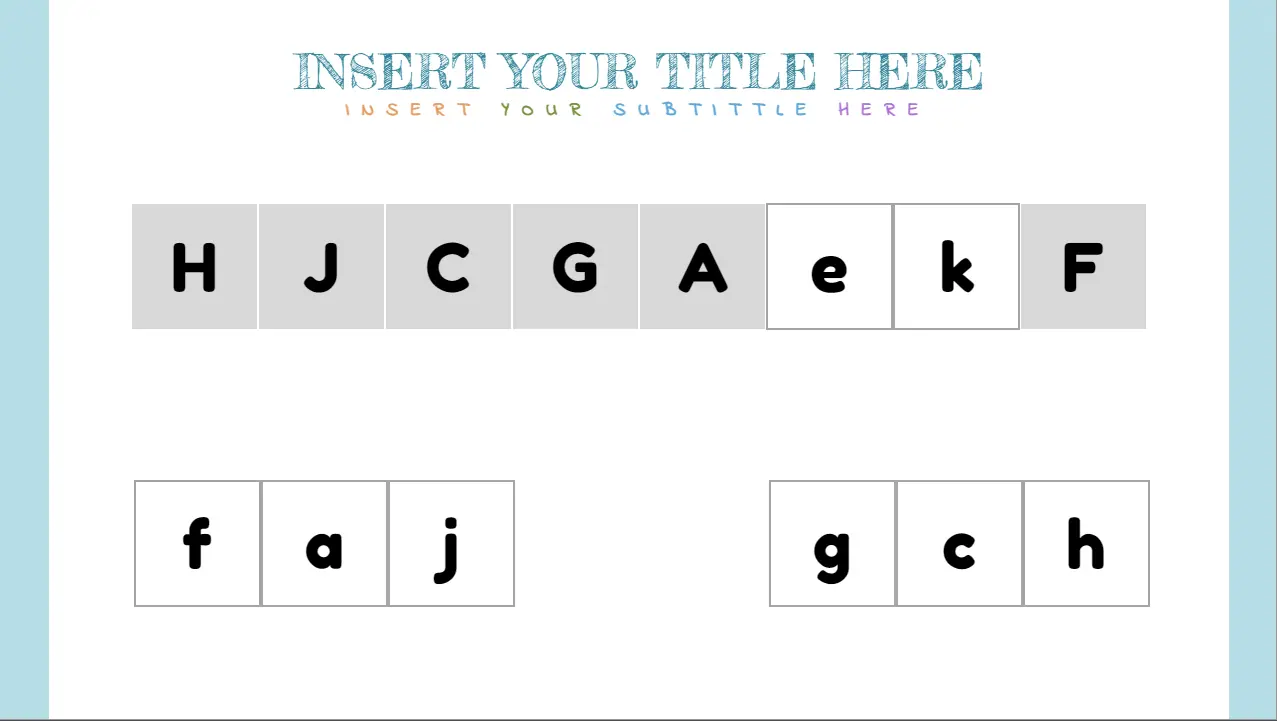 INSERT YOUR TITLE HERE
INSERT YOUR SUBTITTLE HERE
H J C G A e k F
f a j g c h